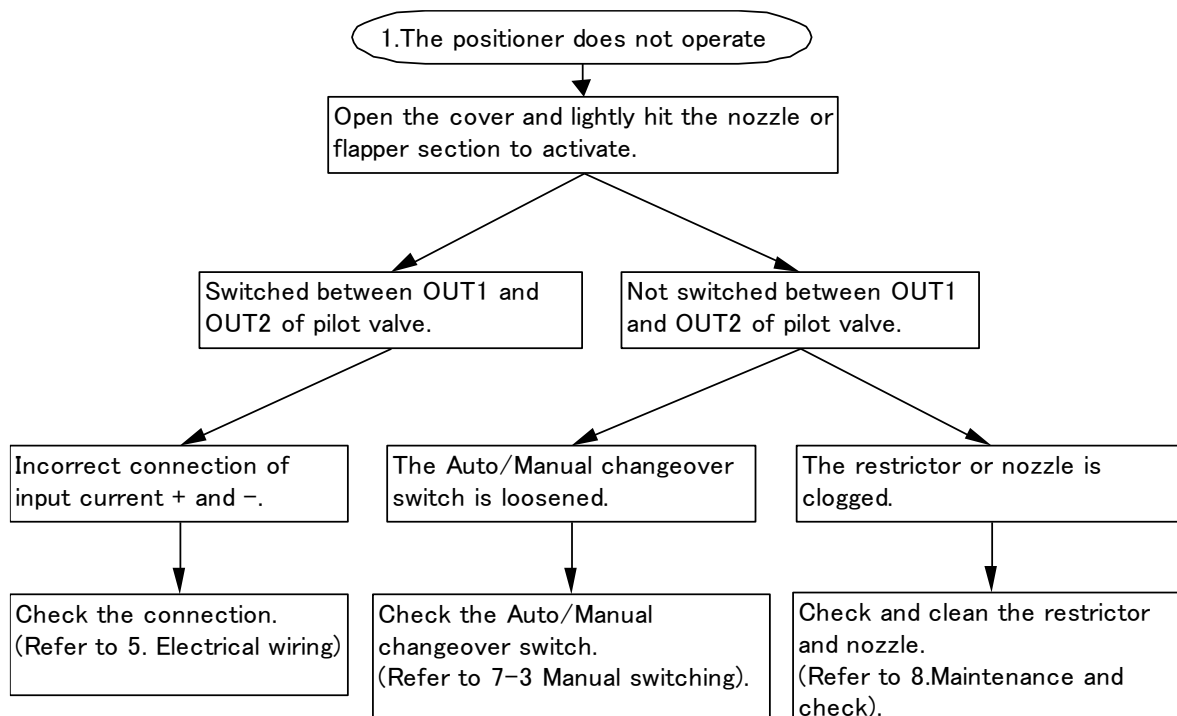 1.The positioner does not operate
Open the cover and lightly hit the nozzle or
flapper section to activate.
Switched between OUT1 and
OUT2 of pilot valve.
Not switched between OUT1
and OUT2 of pilot valve.
Incorrect connection of
input current + and -.
The Auto/Manual changeover
switch is loosened.
The restrictor or nozzle is
clogged.
Check the connection.
(Refer to 5. Electrical wiring)
Check the Auto/Manual
changeover switch.
(Refer to 7-3 Manual switching).
Check and clean the restrictor
and nozzle.
(Refer to 8.Maintenance and
check).